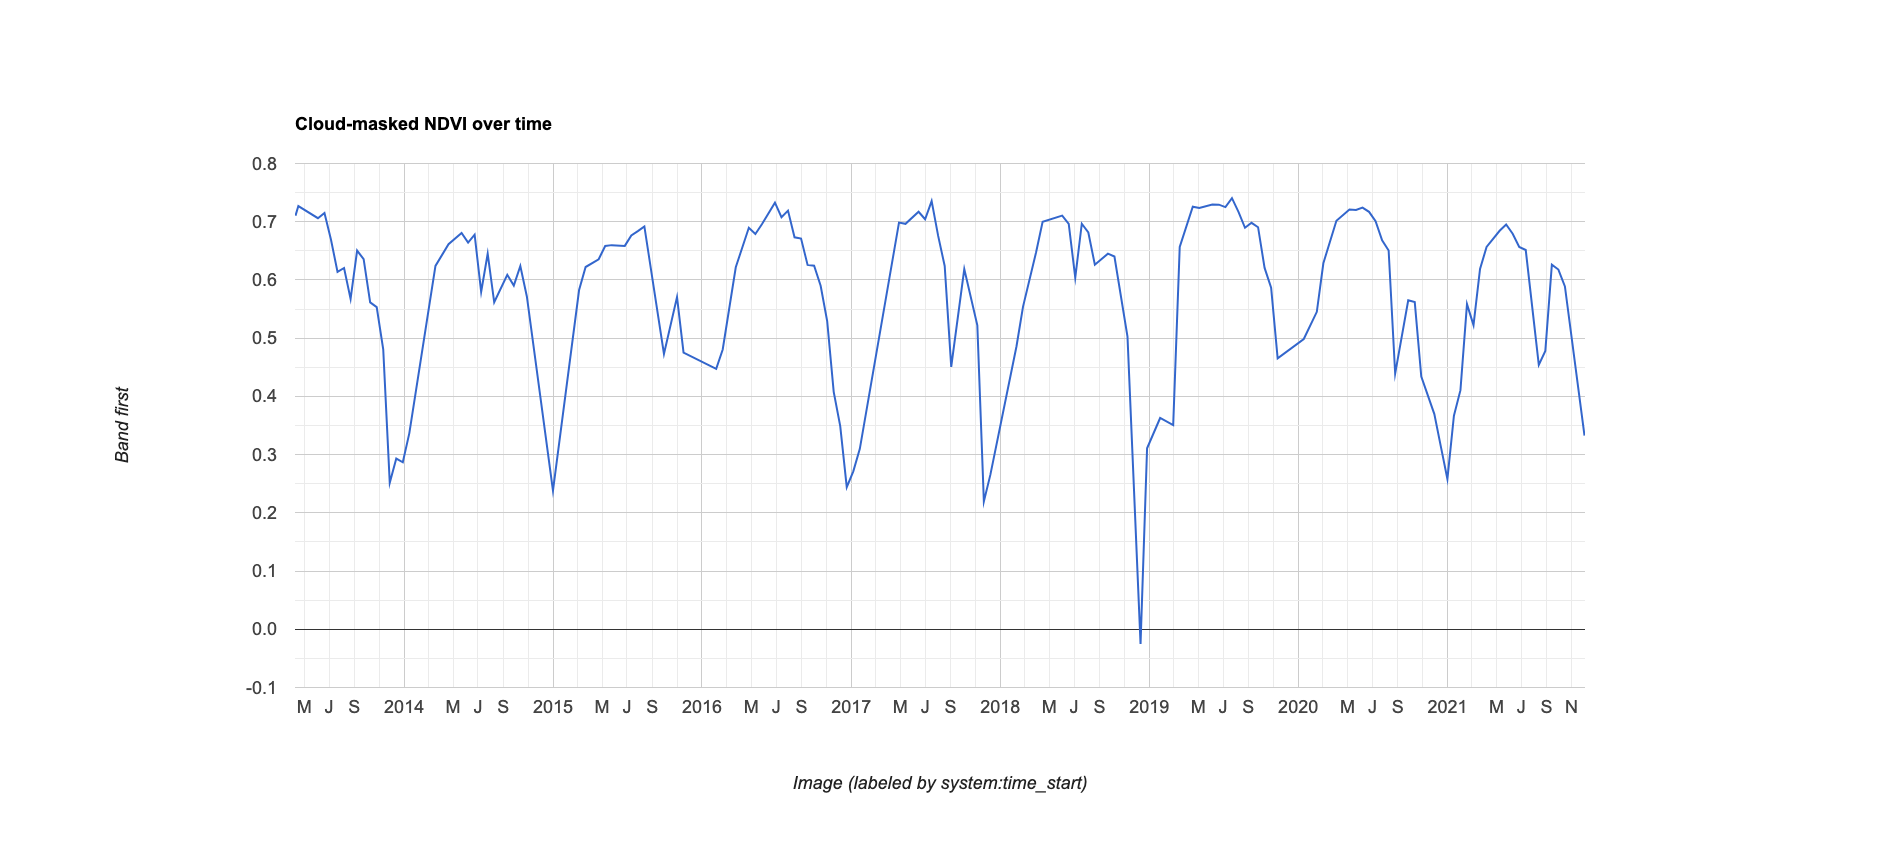 Cloud-masked NDVI over time
0.8
0.7
0.6
0.5
0.4
0.3
0.2
0.1
0.0
-0.1
Band first
M J S 2014 M J S 2015 M J S 2016 M J S 2017 M J S 2018 M J S 2019 M J S 2020 M J S 2021 M J S N
Image (labeled by system:time_start)